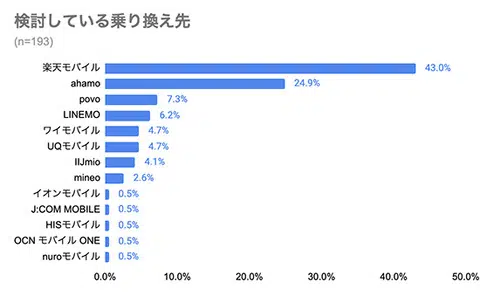 検討している乗り換え先
(n=193)
楽天モバイル 43.0%
ahamo 24.9%
povo 7.3%
LINEMO 6.2%
ワイモバイル 4.7%
UQモバイル 4.7%
IIJmio 4.1%
mineo 2.6%
イオンモバイル 0.5%
J:COM MOBILE 0.5%
HISモバイル 0.5%
OCN モバイル ONE 0.5%
nuroモバイル 0.5%
0.0% 10.0% 20.0% 30.0% 40.0% 50.0%